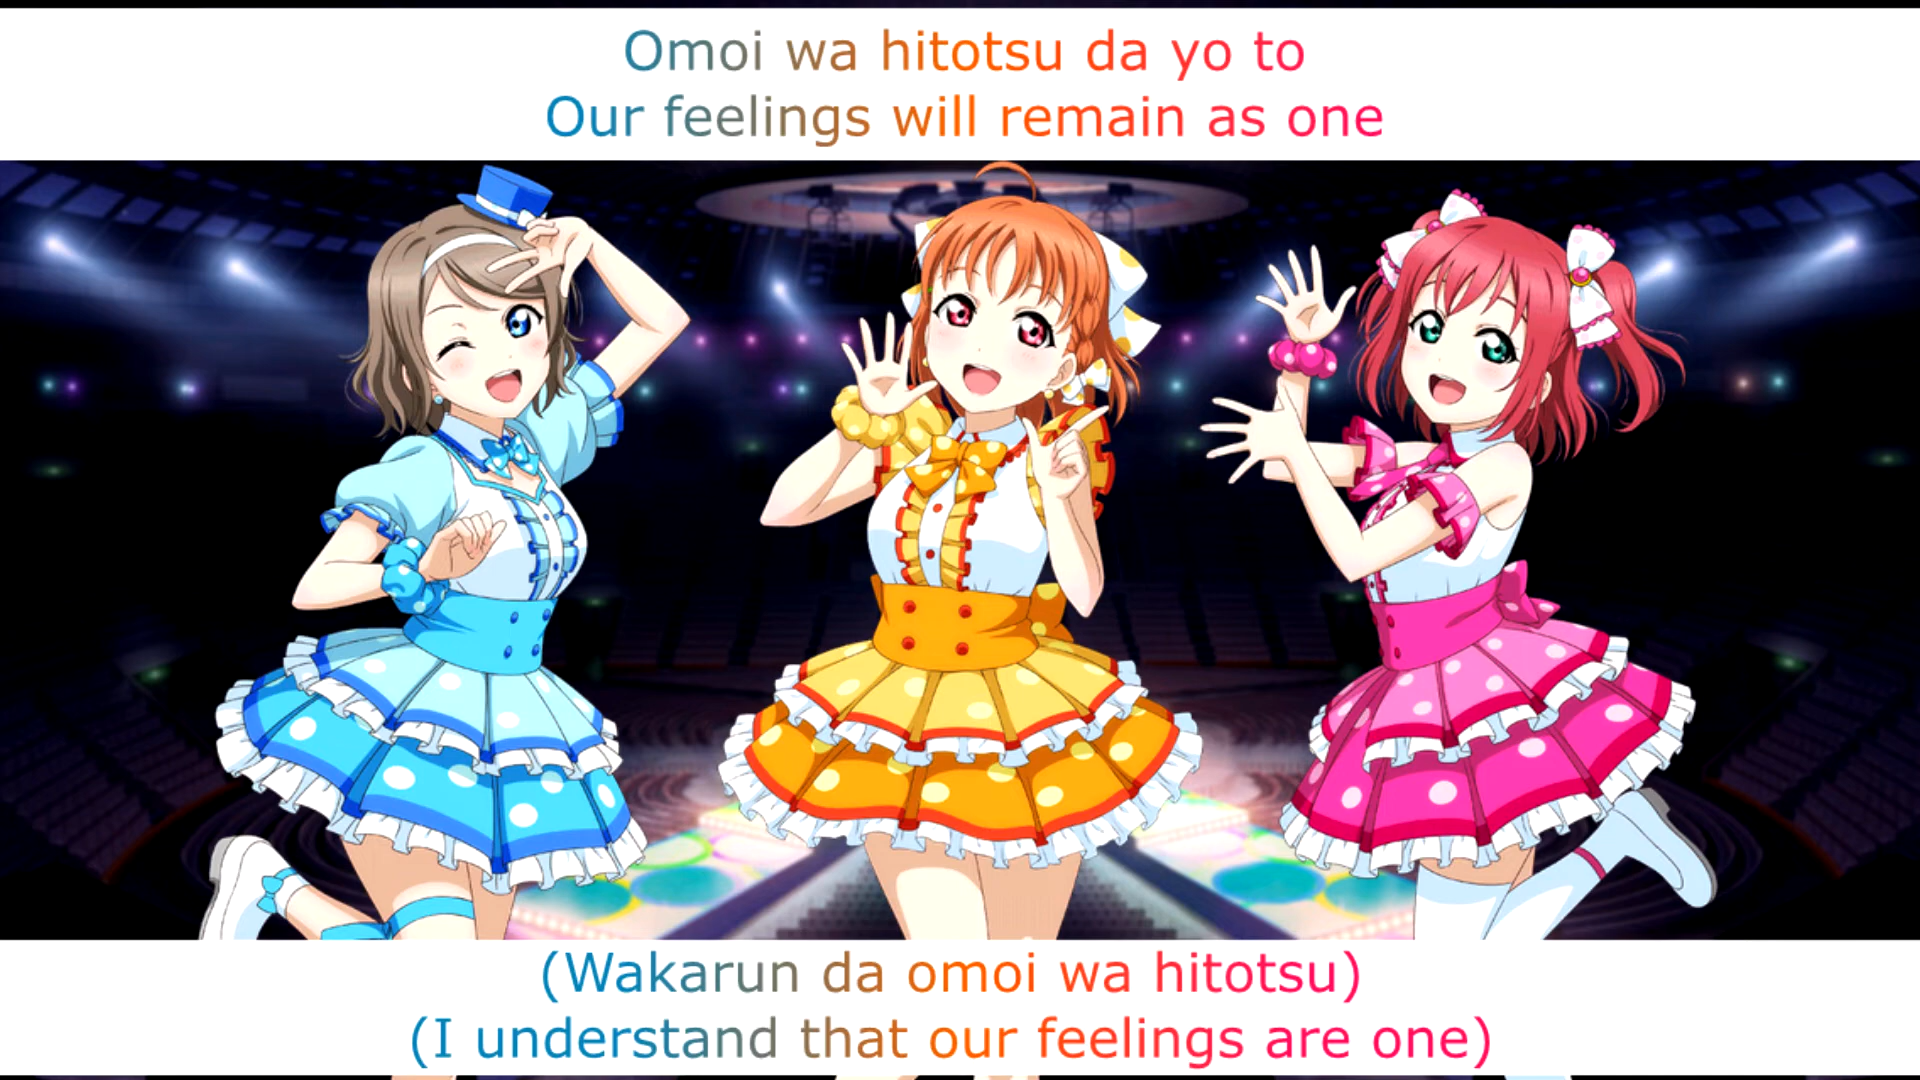 Omoi wa hitotsu da yo to
Our feelings will remain as one
(Wakarun da omoi wa hitotsu)
(I understand that our feelings are one)